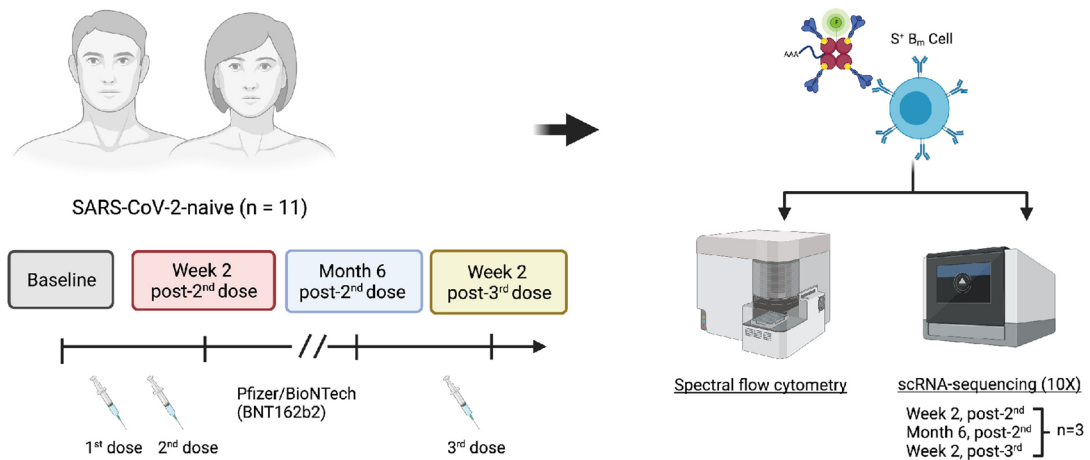 SARS-CoV-2-naive (n = 11)
Baseline
Week 2
post-2nd dose
Month 6
post-2nd dose
Week 2
post-3rd dose
Pfizer/BioNTech
(BNT162b2)
1st dose
2nd dose
3rd dose
AAA
S+ Bm Cell
Spectral flow cytometry
scRNA-sequencing (10X)
Week 2, post-2nd
Month 6, post-2nd
Week 2, post-3rd
n=3